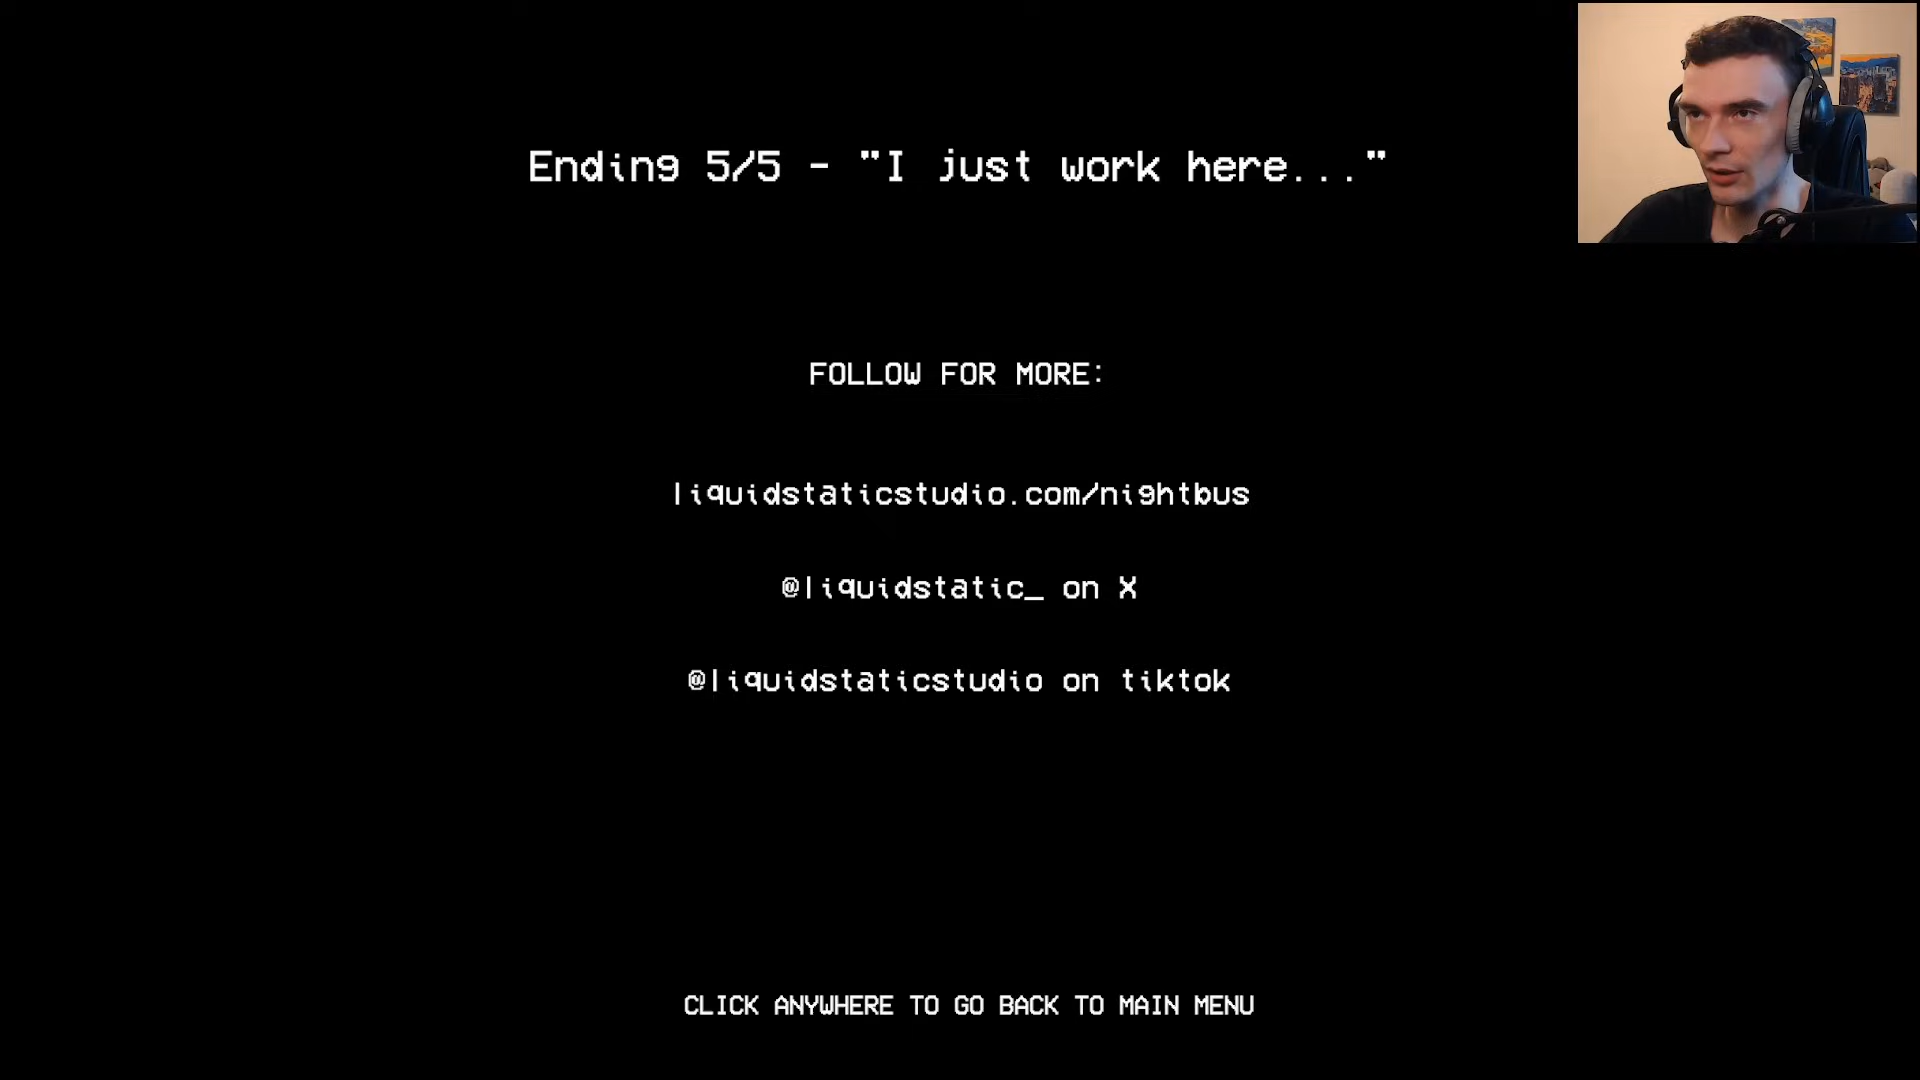 Ending 5/5 - "I just work here..."
FOLLOW FOR MORE:
liquidstaticstudio.com/nightbus
@liquidstatic_ on X
@liquidstaticstudio on tiktok
CLICK ANYWHERE TO GO BACK TO MAIN MENU